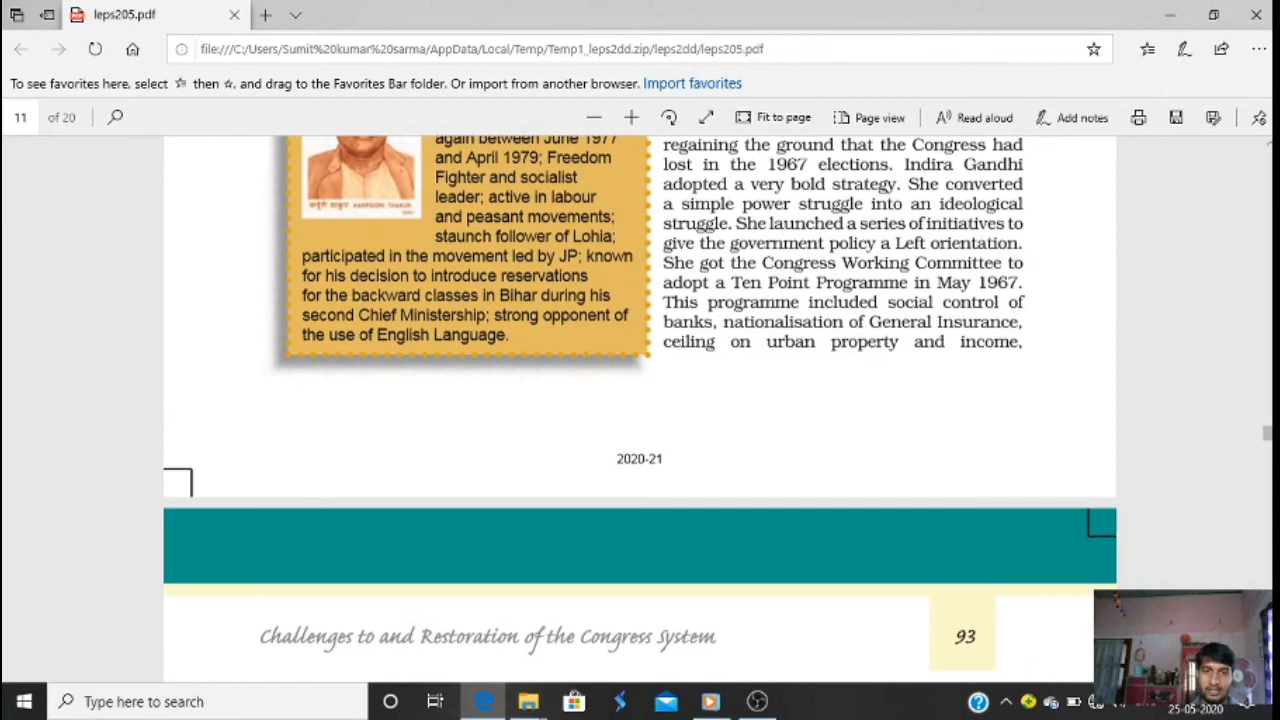 leps205.pdf
file:///C:/Users/Sumit%20kumar%20sarma/AppData/Local/Temp/Temp1_leps2dd.zip/leps2dd/leps205.pdf
To see favorites here, select then , and drag to the Favorites Bar folder. Or import from another browser. Import favorites
11 of 20
Fit to page
Page view
Read aloud
Add notes
again between June 1977
and April 1979; Freedom
Fighter and socialist
leader; active in labour
and peasant movements;
staunch follower of Lohia;
participated in the movement led by JP; known
for his decision to introduce reservations
for the backward classes in Bihar during his
second Chief Ministership; strong opponent of
the use of English Language.
कर्पूरी ठाकुर KARPOORI THAKUR
regaining the ground that the Congress had
lost in the 1967 elections. Indira Gandhi
adopted a very bold strategy. She converted
a simple power struggle into an ideological
struggle. She launched a series of initiatives to
give the government policy a Left orientation.
She got the Congress Working Committee to
adopt a Ten Point Programme in May 1967.
This programme included social control of
banks, nationalisation of General Insurance,
ceiling on urban property and income,
2020-21
Challenges to and Restoration of the Congress System
93
Type here to search
25-05-2020